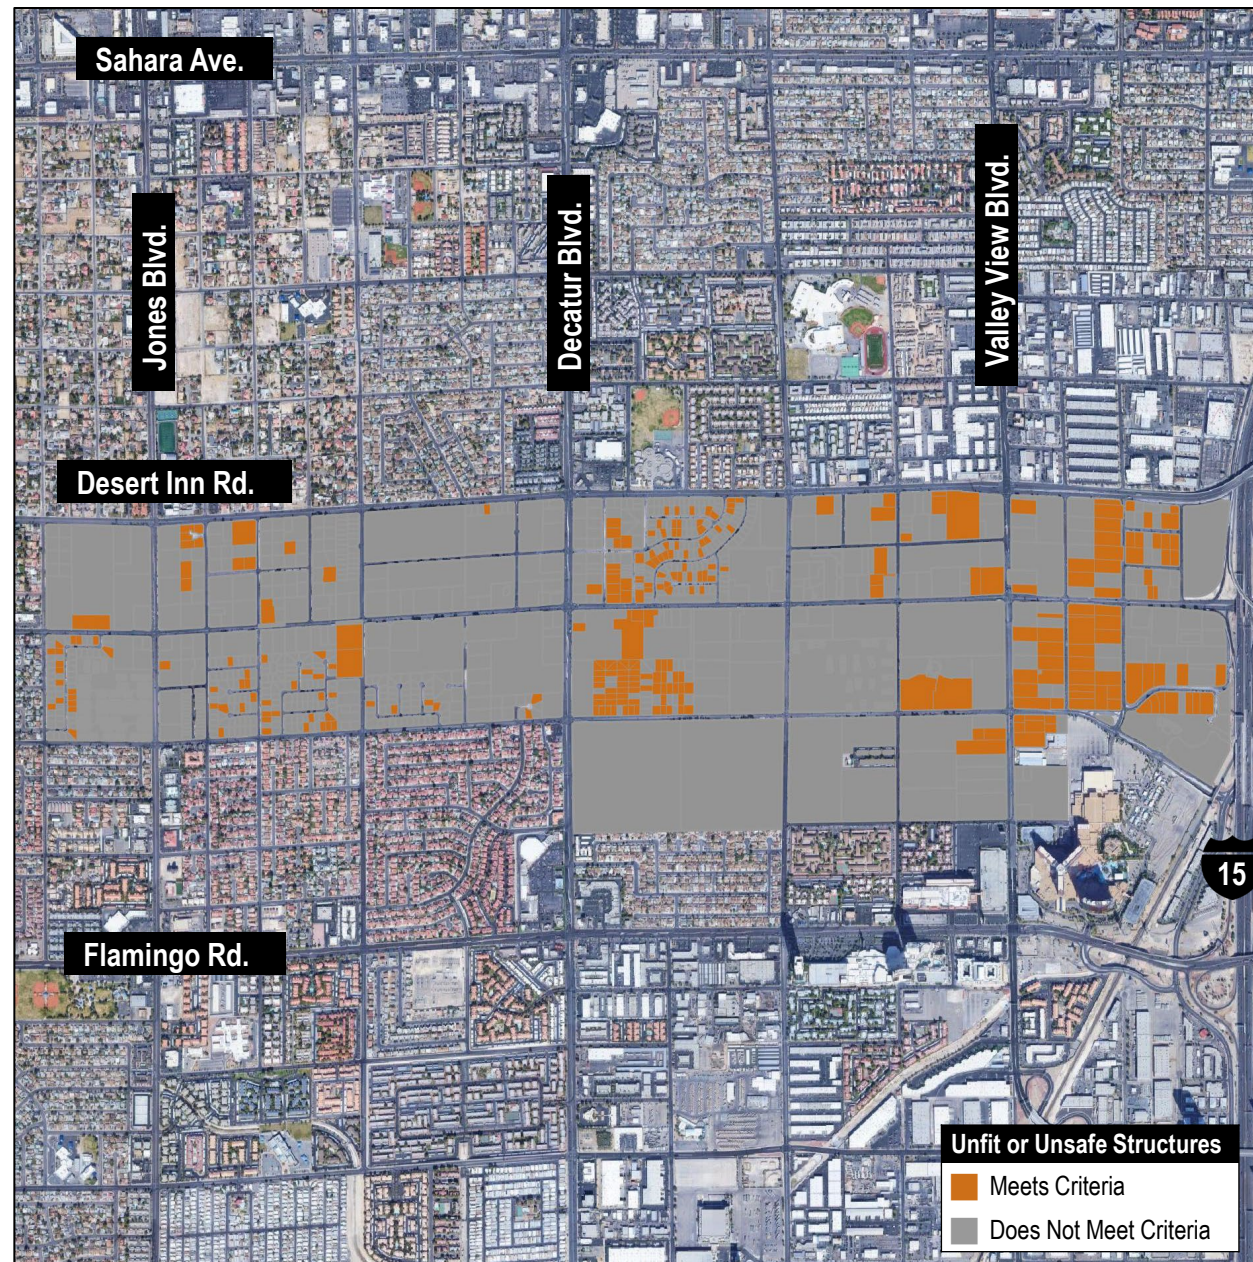 Sahara Ave.
Jones Blvd.
Decatur Blvd.
Valley View Blvd.
Desert Inn Rd.
15
Flamingo Rd.
Unfit or Unsafe Structures
Meets Criteria
Does Not Meet Criteria